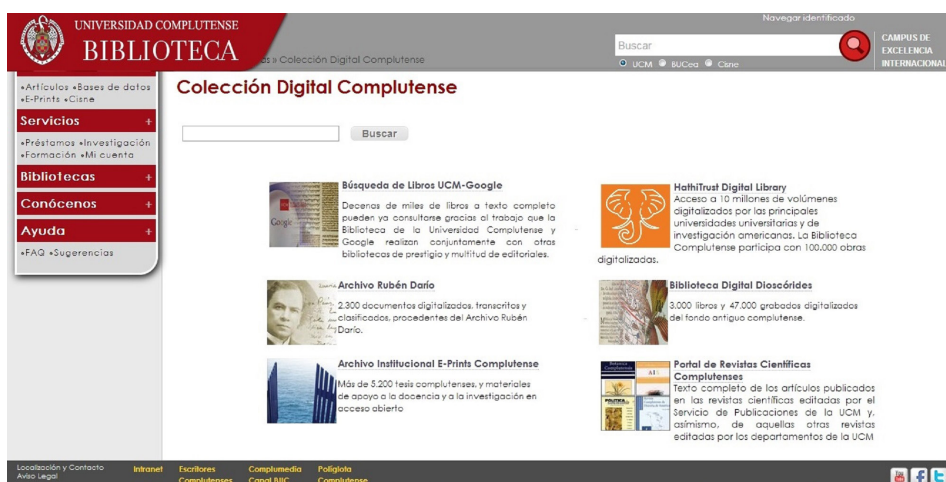 UNIVERSIDAD COMPLUTENSE
BIBLIOTECA
» Colección Digital Complutense
Navegar identificado
Buscar
UCM BUCea Cisne
CAMPUS DE
EXCELENCIA
INTERNACIONAL
•Artículos •Bases de datos
•E-Prints •Cisne
Servicios +
•Préstamos •Investigación
•Formación •Mi cuenta
Bibliotecas +
Conócenos +
Ayuda +
•FAQ •Sugerencias
Colección Digital Complutense
Buscar
Google
Búsqueda de Libros UCM-Google
Decenas de miles de libros a texto completo
pueden ya consultarse gracias al trabajo que la
Biblioteca de la Universidad Complutense y
Google realizan conjuntamente con otras
bibliotecas de prestigio y multitud de editoriales.
HathiTrust Digital Library
Acceso a 10 millones de volúmenes
digitalizados por las principales
universidades universitarias y de
investigación americanas. La Biblioteca
Complutense participa con 100.000 obras
digitalizadas.
Archivo Rubén Darío
2.300 documentos digitalizados, transcritos y
clasificados, procedentes del Archivo Rubén
Darío.
Biblioteca Digital Dioscórides
3.000 libros y 47.000 grabados digitalizados
del fondo antiguo complutense.
Archivo Institucional E-Prints Complutense
Más de 5.200 tesis complutenses, y materiales
de apoyo a la docencia y a la investigación en
acceso abierto
Portal de Revistas Científicas
Complutenses
Texto completo de los artículos publicados
en las revistas científicas editadas por el
Servicio de Publicaciones de la UCM y,
asímismo, de aquellas otras revistas
editadas por los departamentos de la UCM
Localización y Contacto
Aviso Legal
Intranet
Escritores
Complutenses
Complumedia
Canal BUC
Políglota
Complutense